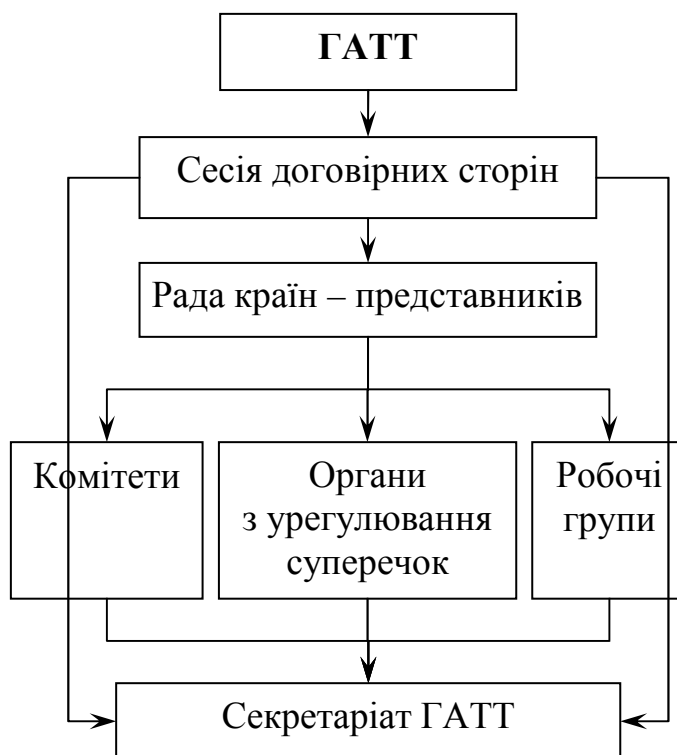 ГАТТ
Сесія договірних сторін
Рада країн – представників
Комітети
Органи
з урегулювання
суперечок
Робочі
групи
Секретаріат ГАТТ